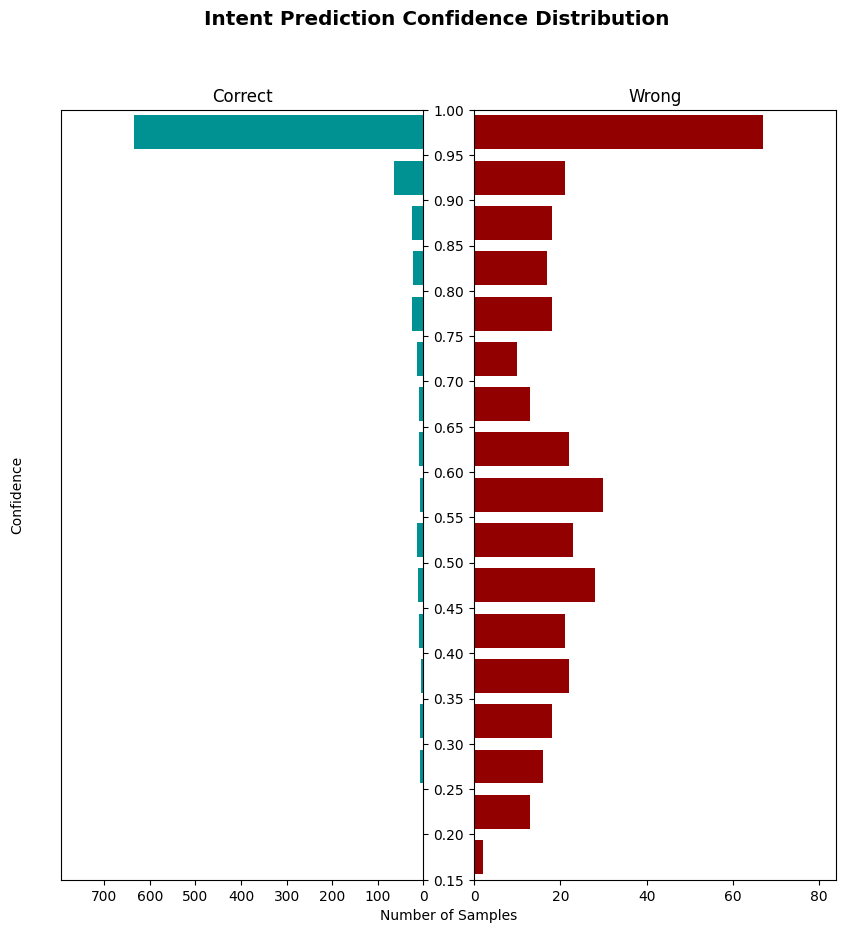 Intent Prediction Confidence Distribution
Correct
Wrong
1.00
0.95
0.90
0.85
0.80
0.75
0.70
0.65
0.60
0.55
0.50
0.45
0.40
0.35
0.30
0.25
0.20
0.15
Confidence
700 600 500 400 300 200 100 0
0 20 40 60 80
Number of Samples